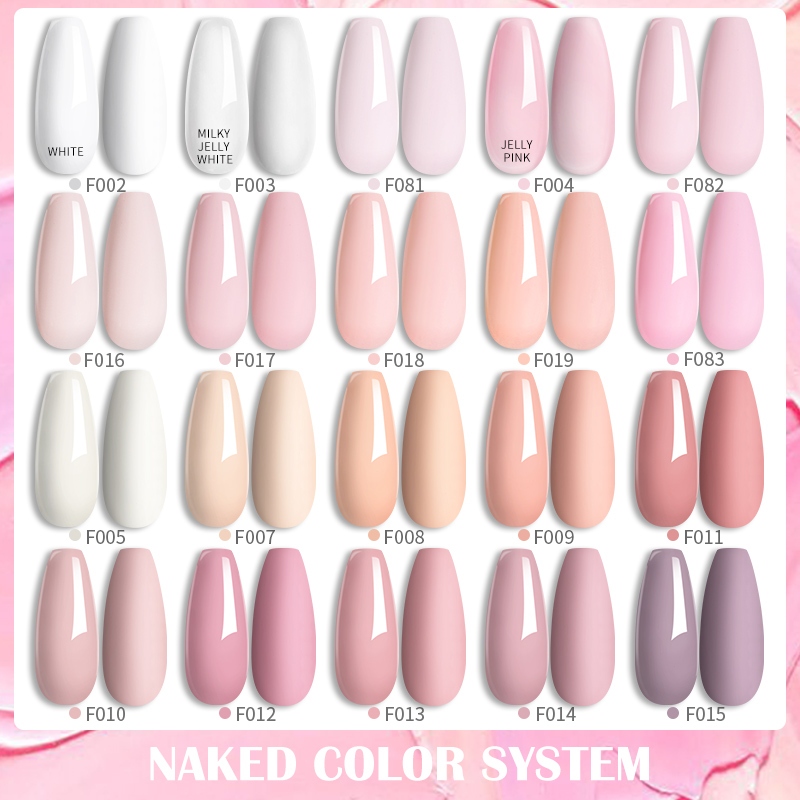 WHITE
MILKY
JELLY
WHITE
JELLY
PINK
F002 F003 F081 F004 F082
F016 F017 F018 F019 F083
F005 F007 F008 F009 F011
F010 F012 F013 F014 F015
NAKED COLOR SYSTEM